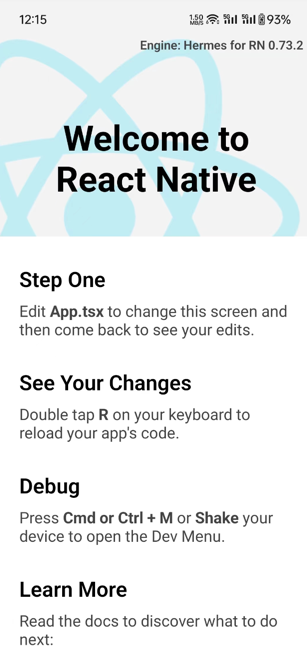 12:15
1.50 MB/S 5G 5G 93%
Engine: Hermes for RN 0.73.2
Welcome to
React Native
Step One
Edit App.tsx to change this screen and
then come back to see your edits.
See Your Changes
Double tap R on your keyboard to
reload your app's code.
Debug
Press Cmd or Ctrl + M or Shake your
device to open the Dev Menu.
Learn More
Read the docs to discover what to do
next: